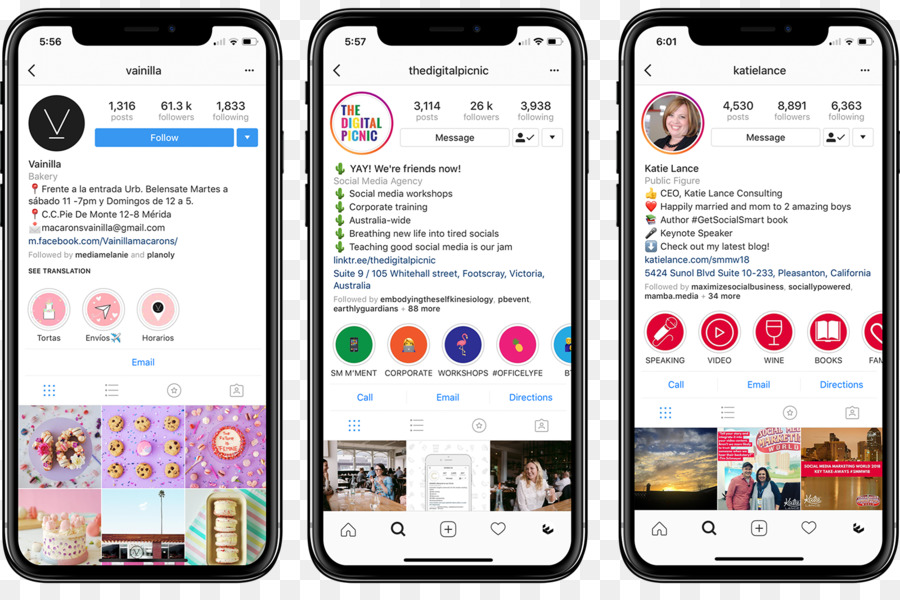 5:56
vainilla
1,316 61.3 k 1,833
posts followers following
Follow
Vainilla
Bakery
📍Frente a la entrada Urb. Belensate Martes a
sábado 11 -7pm y Domingos de 12 a 5.
📍C.C.Pie De Monte 12-8 Mérida
📩macaronsvainilla@gmail.com
m.facebook.com/Vainillamacarons/
Followed by mediamelanie and planoly
SEE TRANSLATION
Tortas Envíos✈️ Horarios
Email
THE FUTURE IS FEMALE
5:57
thedigitalpicnic
THE
DIGITAL
PICNIC
3,114 26 k 3,938
posts followers following
Message
🌵 YAY! We're friends now!
Social Media Agency
🌵 Social media workshops
🌵 Corporate training
🌵 Australia-wide
🌵 Breathing new life into tired socials
🌵 Teaching good social media is our jam
linktr.ee/thedigitalpicnic
Suite 9 / 105 Whitehall street, Footscray, Victoria,
Australia
Followed by embodyingtheselfkinesiology, pbevent,
earthlyguardians + 88 more
SM M'MENT CORPORATE WORKSHOPS #OFFICELYFE
Call Email Directions
6:01
katielance
4,530 8,891 6,363
posts followers following
Message
Katie Lance
Public Figure
👍 CEO, Katie Lance Consulting
❤️ Happily married and mom to 2 amazing boys
📚 Author #GetSocialSmart book
🎤 Keynote Speaker
⬇️ Check out my latest blog!
katielance.com/smmw18
5424 Sunol Blvd Suite 10-233, Pleasanton, California
Followed by maximizesocialbusiness, sociallypowered,
mamba.media + 34 more
SPEAKING VIDEO WINE BOOKS FAM
Call Email Directions
SOCIAL MEDIA
MARKETING
WORLD
SOCIAL MEDIA MARKETING WORLD 2018
KEY TAKE-AWAYS #SMMW18
Katie